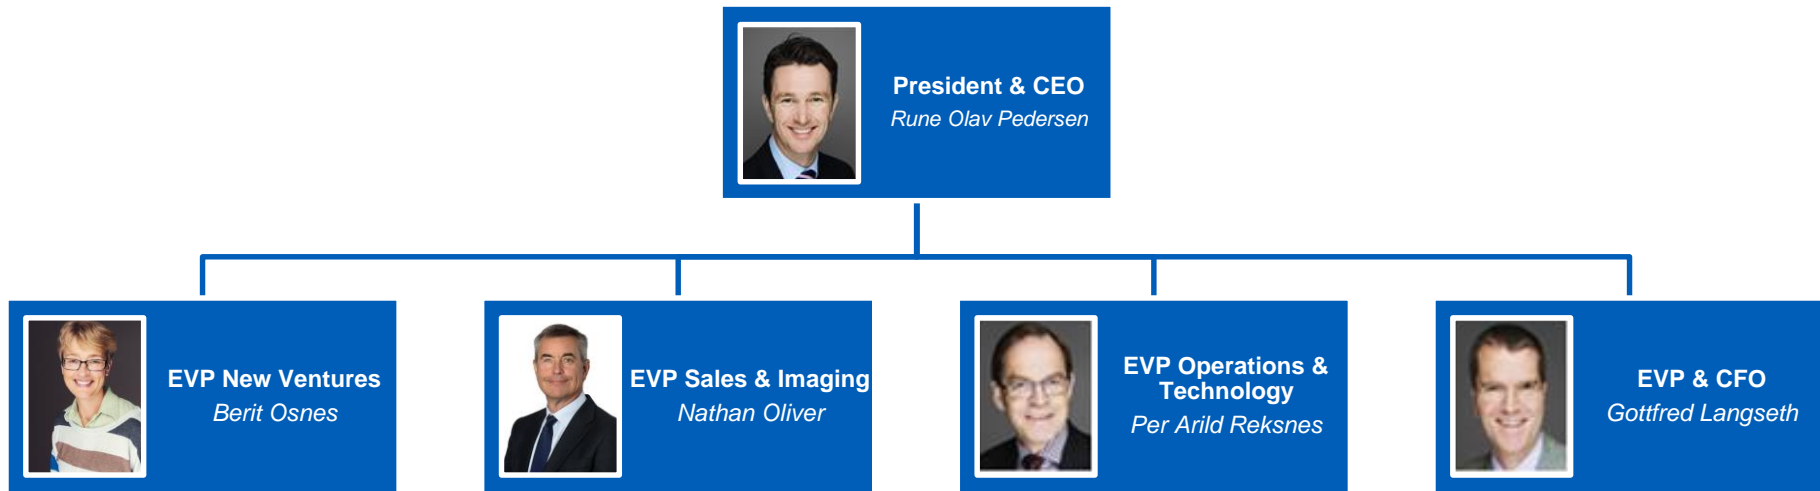 President & CEO
Rune Olav Pedersen
EVP New Ventures
Berit Osnes
EVP Sales & Imaging
Nathan Oliver
EVP Operations &
Technology
Per Arild Reksnes
EVP & CFO
Gottfred Langseth